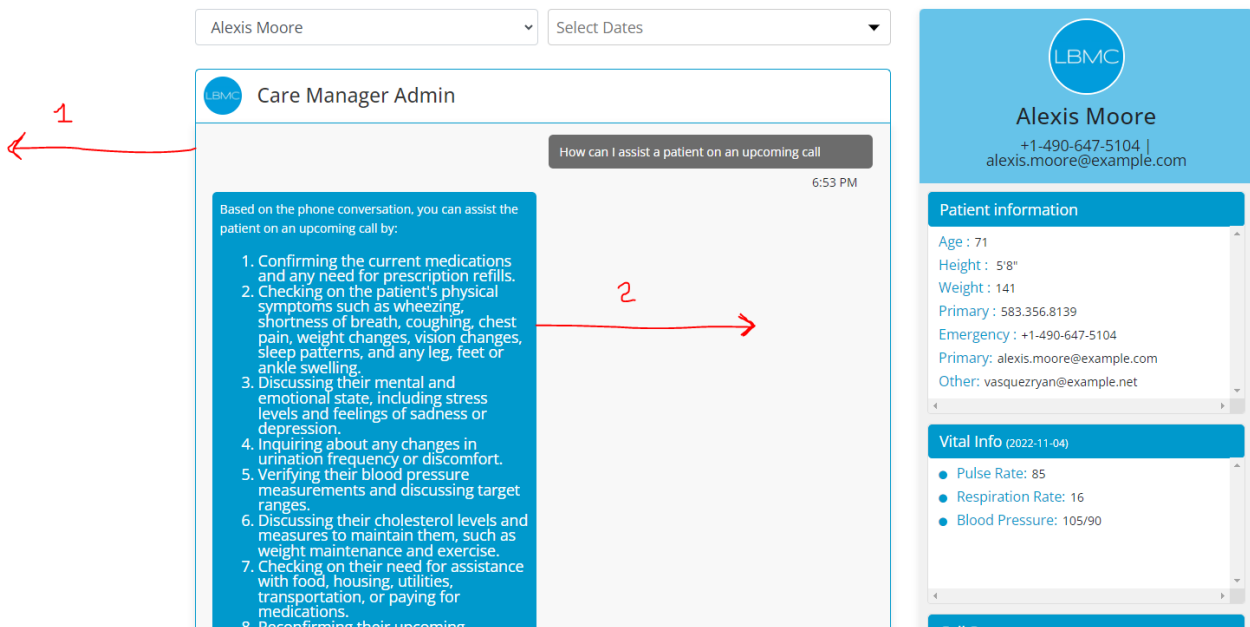 Alexis Moore
Select Dates
LBMC
Care Manager Admin
1
How can I assist a patient on an upcoming call
6:53 PM
Based on the phone conversation, you can assist the
patient on an upcoming call by:
1. Confirming the current medications
and any need for prescription refills.
2. Checking on the patient's physical
symptoms such as wheezing,
shortness of breath, coughing, chest
pain, weight changes, vision changes,
sleep patterns, and any leg, feet or
ankle swelling.
3. Discussing their mental and
emotional state, including stress
levels and feelings of sadness or
depression.
4. Inquiring about any changes in
urination frequency or discomfort.
5. Verifying their blood pressure
measurements and discussing target
ranges.
6. Discussing their cholesterol levels and
measures to maintain them, such as
weight maintenance and exercise.
7. Checking on their need for assistance
with food, housing, utilities,
transportation, or paying for
medications.
8. Reconfirming their upcoming
2
LBMC
Alexis Moore
+1-490-647-5104 |
alexis.moore@example.com
Patient information
Age : 71
Height : 5'8"
Weight : 141
Primary : 583.356.8139
Emergency : +1-490-647-5104
Primary: alexis.moore@example.com
Other: vasquezryan@example.net
Vital Info (2022-11-04)
Pulse Rate: 85
Respiration Rate: 16
Blood Pressure: 105/90